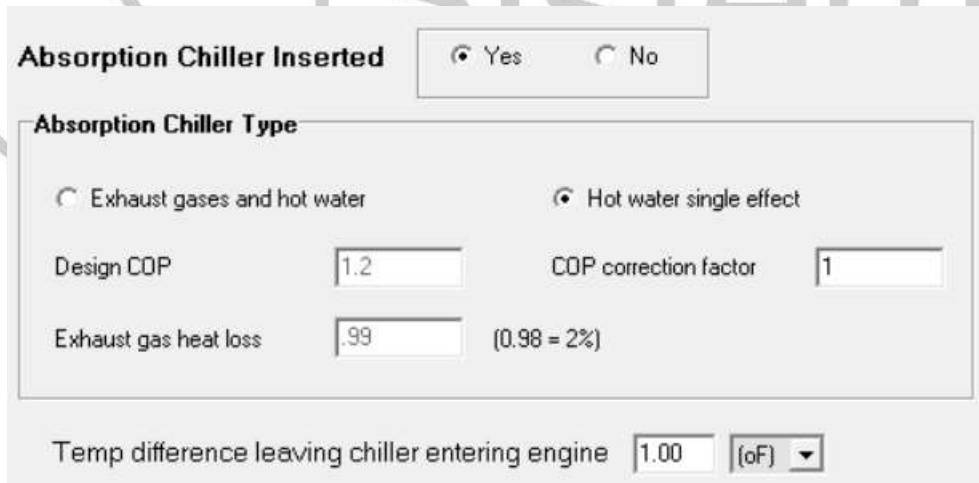 Absorption Chiller Inserted Yes No
Absorption Chiller Type
Exhaust gases and hot water Hot water single effect
Design COP 1.2 COP correction factor 1
Exhaust gas heat loss .99 (0.98 = 2%)
Temp difference leaving chiller entering engine 1.00 (oF)